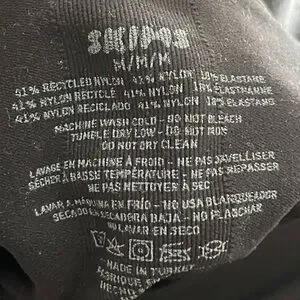 SKIMS
M/M/M
41% RECYCLED NYLON - 41% NYLON - 18% ELASTANE
41% NYLON RECYCLÉ - 41% NYLON - 18% ÉLASTHANNE
41% NYLON RECICLADO - 41% NYLON - 18% ELASTANO
MACHINE WASH COLD - DO NOT BLEACH
TUMBLE DRY LOW - DO NOT IRON
DO NOT DRY CLEAN
LAVAGE EN MACHINE À FROID - NE PAS JAVELLISER
SÉCHER À BASSE TEMPÉRATURE - NE PAS REPASSER
NE PAS NETTOYER À SEC
LAVAR A MÁQUINA EN FRÍO - NO USA BLANQUEADOR
SECADO EN SECADORA BAJA - NO PLANCHAR
NO LAVAR EN SECO
MADE IN TURKEY
HECHO